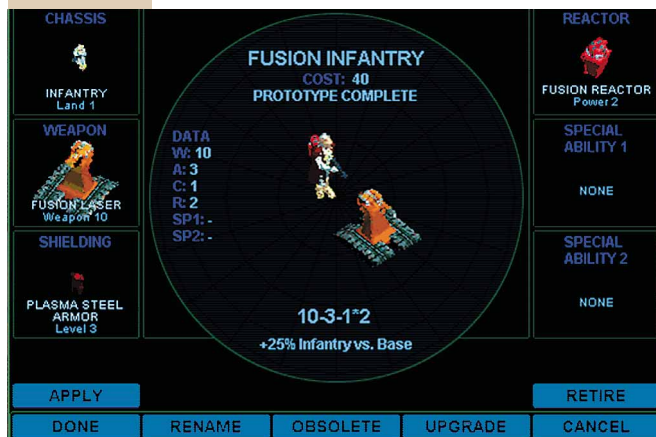 CHASSIS
INFANTRY
Land 1
WEAPON
FUSION LASER
Weapon 10
SHIELDING
PLASMA STEEL
ARMOR
Level 3
FUSION INFANTRY
COST: 40
PROTOTYPE COMPLETE
DATA
W: 10
A: 3
C: 1
R: 2
SP1: -
SP2: -
10-3-1*2
+25% Infantry vs. Base
REACTOR
FUSION REACTOR
Power 2
SPECIAL
ABILITY 1
NONE
SPECIAL
ABILITY 2
NONE
APPLY
RETIRE
DONE
RENAME
OBSOLETE
UPGRADE
CANCEL